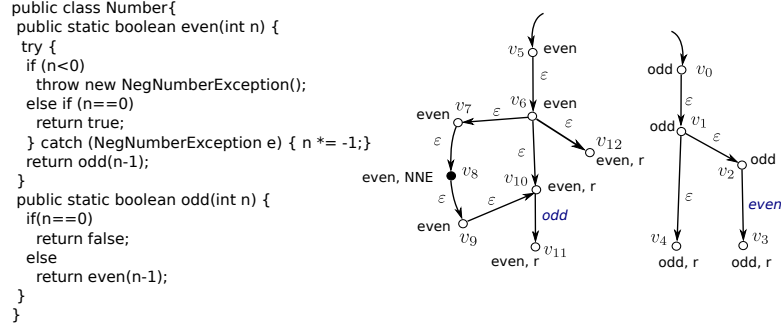 public class Number{
public static boolean even(int n) {
try {
if (n<0)
throw new NegNumberException();
else if (n==0)
return true;
} catch (NegNumberException e) { n *= -1;}
return odd(n-1);
}
public static boolean odd(int n) {
if(n==0)
return false;
else
return even(n-1);
}
}
v5 even
ε
v6 even
even v7
ε
ε
v12
even, r
ε
ε
even, NNE v8
v10 even, r
ε
ε
odd
even
v9
v11
even, r
odd v0
ε
odd v1
ε
odd
v2
ε
even
v4
v3
odd, r
odd, r